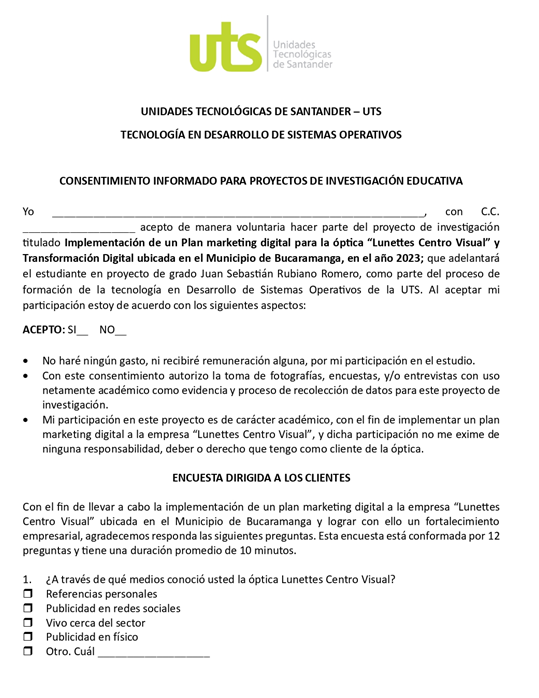 uts
Unidades
Tecnológicas
de Santander
UNIDADES TECNOLÓGICAS DE SANTANDER – UTS
TECNOLOGÍA EN DESARROLLO DE SISTEMAS OPERATIVOS
CONSENTIMIENTO INFORMADO PARA PROYECTOS DE INVESTIGACIÓN EDUCATIVA
Yo ____________________________________________________________, con C.C.
___________________ acepto de manera voluntaria hacer parte del proyecto de investigación
titulado Implementación de un Plan marketing digital para la óptica “Lunettes Centro Visual” y
Transformación Digital ubicada en el Municipio de Bucaramanga, en el año 2023; que adelantará
el estudiante en proyecto de grado Juan Sebastián Rubiano Romero, como parte del proceso de
formación de la tecnología en Desarrollo de Sistemas Operativos de la UTS. Al aceptar mi
participación estoy de acuerdo con los siguientes aspectos:
ACEPTO: SI__ NO__
• No haré ningún gasto, ni recibiré remuneración alguna, por mi participación en el estudio.
• Con este consentimiento autorizo la toma de fotografías, encuestas, y/o entrevistas con uso
netamente académico como evidencia y proceso de recolección de datos para este proyecto de
investigación.
• Mi participación en este proyecto es de carácter académico, con el fin de implementar un plan
marketing digital a la empresa “Lunettes Centro Visual”, y dicha participación no me exime de
ninguna responsabilidad, deber o derecho que tengo como cliente de la óptica.
ENCUESTA DIRIGIDA A LOS CLIENTES
Con el fin de llevar a cabo la implementación de un plan marketing digital a la empresa “Lunettes
Centro Visual” ubicada en el Municipio de Bucaramanga y lograr con ello un fortalecimiento
empresarial, agradecemos responda las siguientes preguntas. Esta encuesta está conformada por 12
preguntas y tiene una duración promedio de 10 minutos.
1. ¿A través de qué medios conoció usted la óptica Lunettes Centro Visual?
❒ Referencias personales
❒ Publicidad en redes sociales
❒ Vivo cerca del sector
❒ Publicidad en físico
❒ Otro. Cuál ___________________